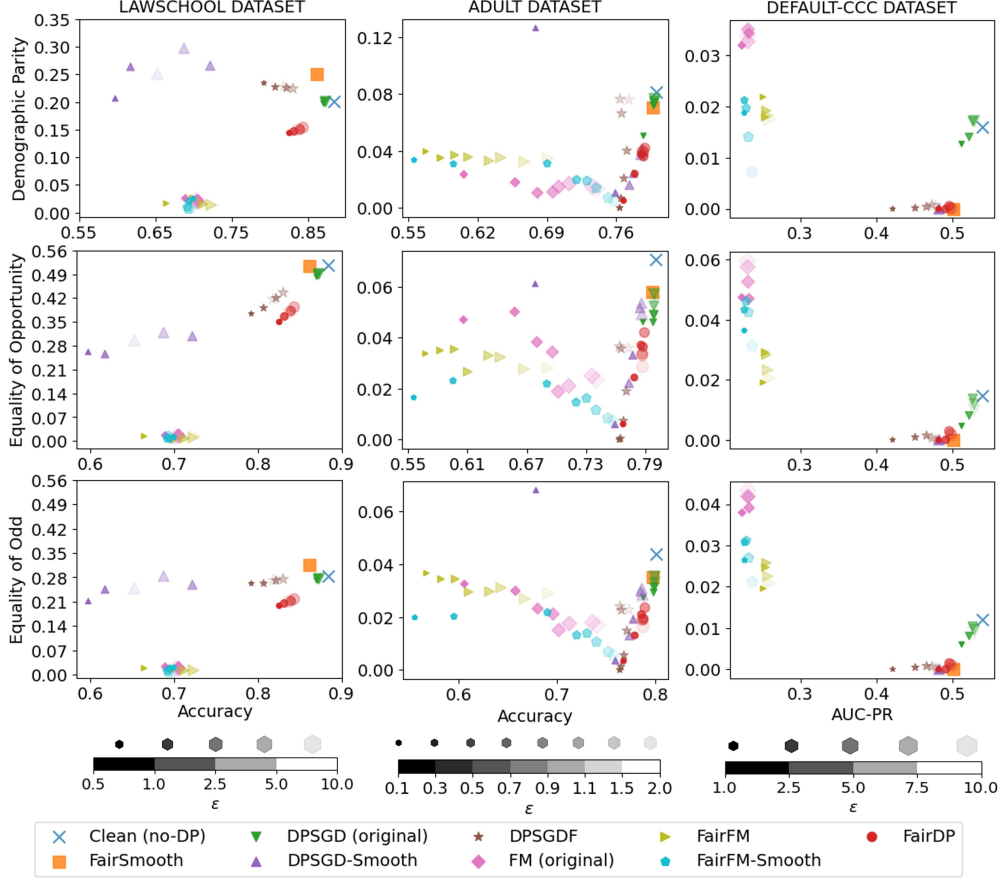 LAWSCHOOL DATASET
ADULT DATASET
DEFAULT-CCC DATASET
Demographic Parity
0.35
0.30
0.25
0.20
0.15
0.10
0.05
0.00
0.55 0.65 0.75 0.85
0.12
0.08
0.04
0.00
0.55 0.62 0.69 0.76
0.03
0.02
0.01
0.00
0.3 0.4 0.5
Equality of Opportunity
0.56
0.49
0.42
0.35
0.28
0.21
0.14
0.07
0.00
0.6 0.7 0.8 0.9
0.06
0.04
0.02
0.00
0.55 0.61 0.67 0.73 0.79
0.06
0.04
0.02
0.00
0.3 0.4 0.5
Equality of Odd
0.56
0.49
0.42
0.35
0.28
0.21
0.14
0.07
0.00
0.6 0.7 0.8 0.9
Accuracy
0.06
0.04
0.02
0.00
0.6 0.7 0.8
Accuracy
0.04
0.03
0.02
0.01
0.00
0.3 0.4 0.5
AUC-PR
0.5 1.0 2.5 5.0 10.0
ε
0.1 0.3 0.5 0.7 0.9 1.1 1.5 2.0
ε
1.0 2.5 5.0 7.5 10.0
ε
Clean (no-DP) DPSGD (original) DPSGDF FairFM FairDP
FairSmooth DPSGD-Smooth FM (original) FairFM-Smooth